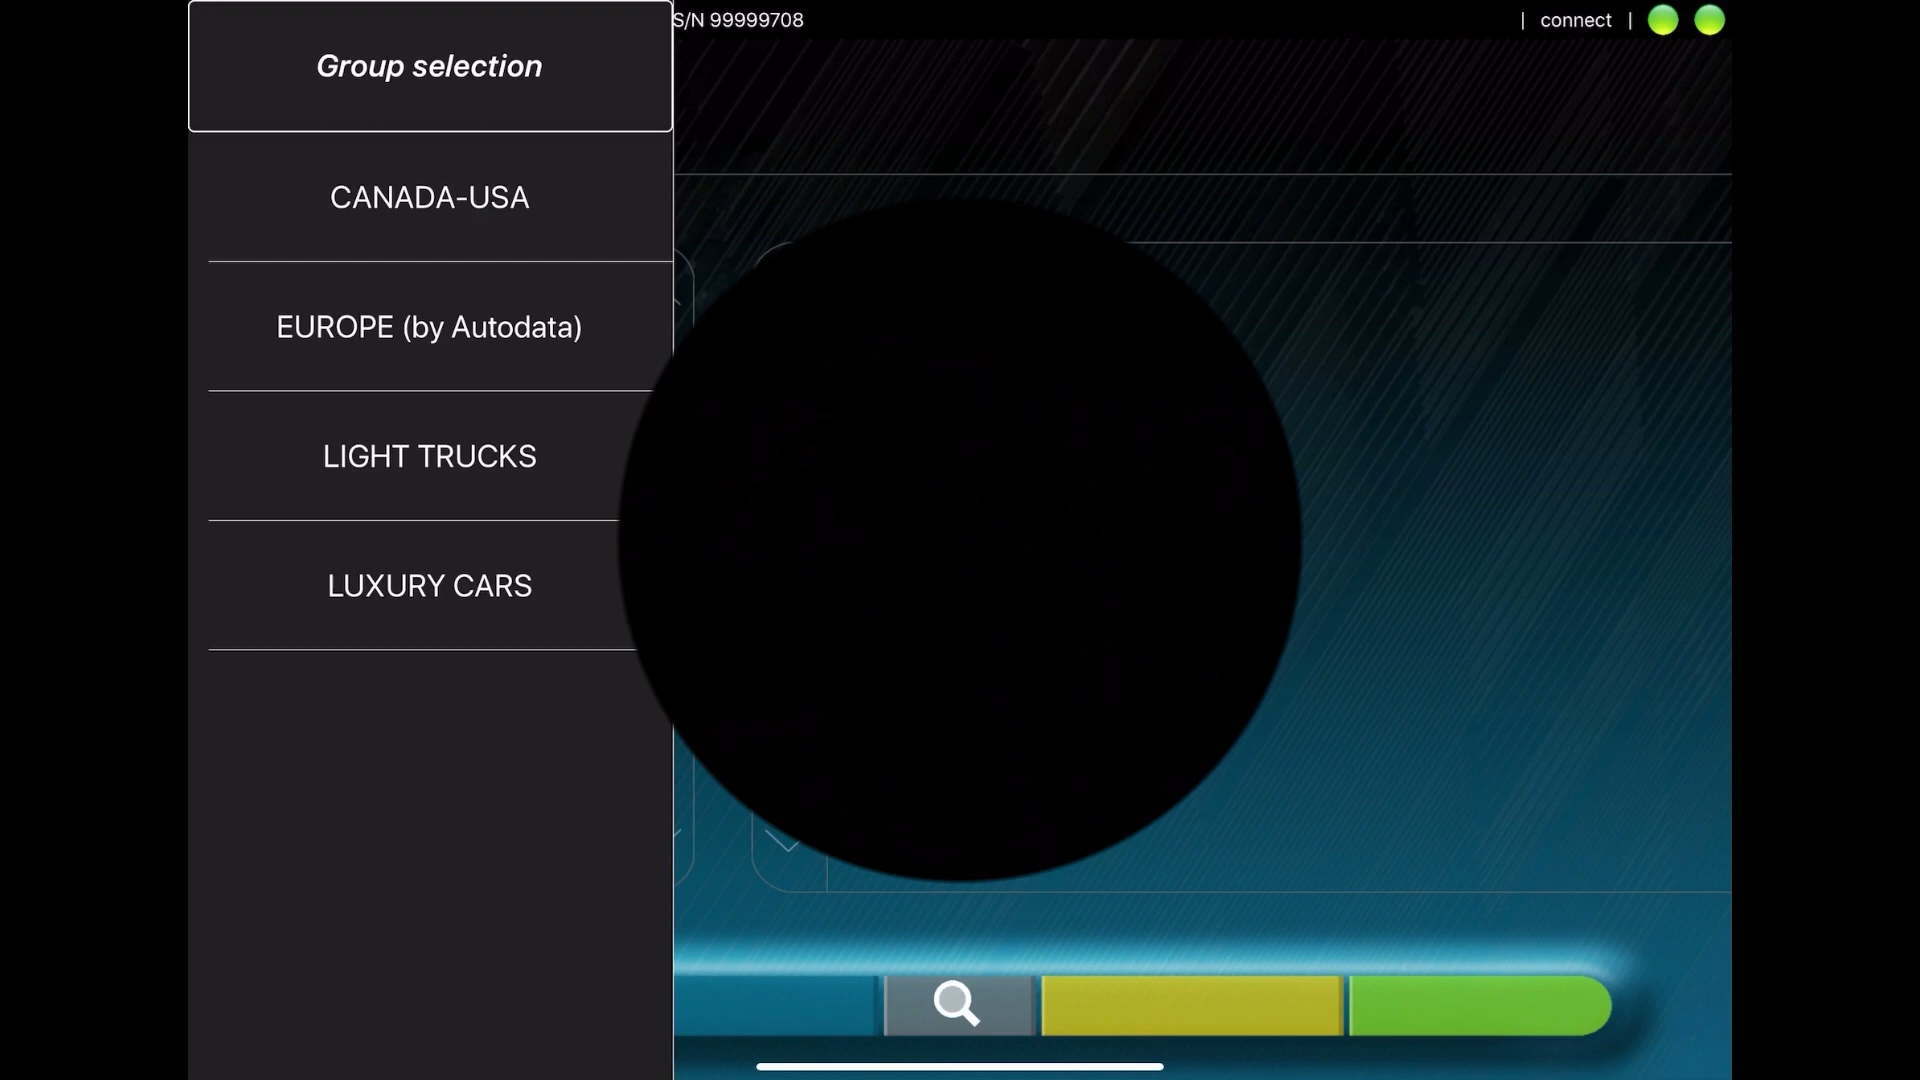 S/N 99999708
| connect |
Group selection
CANADA-USA
EUROPE (by Autodata)
LIGHT TRUCKS
LUXURY CARS